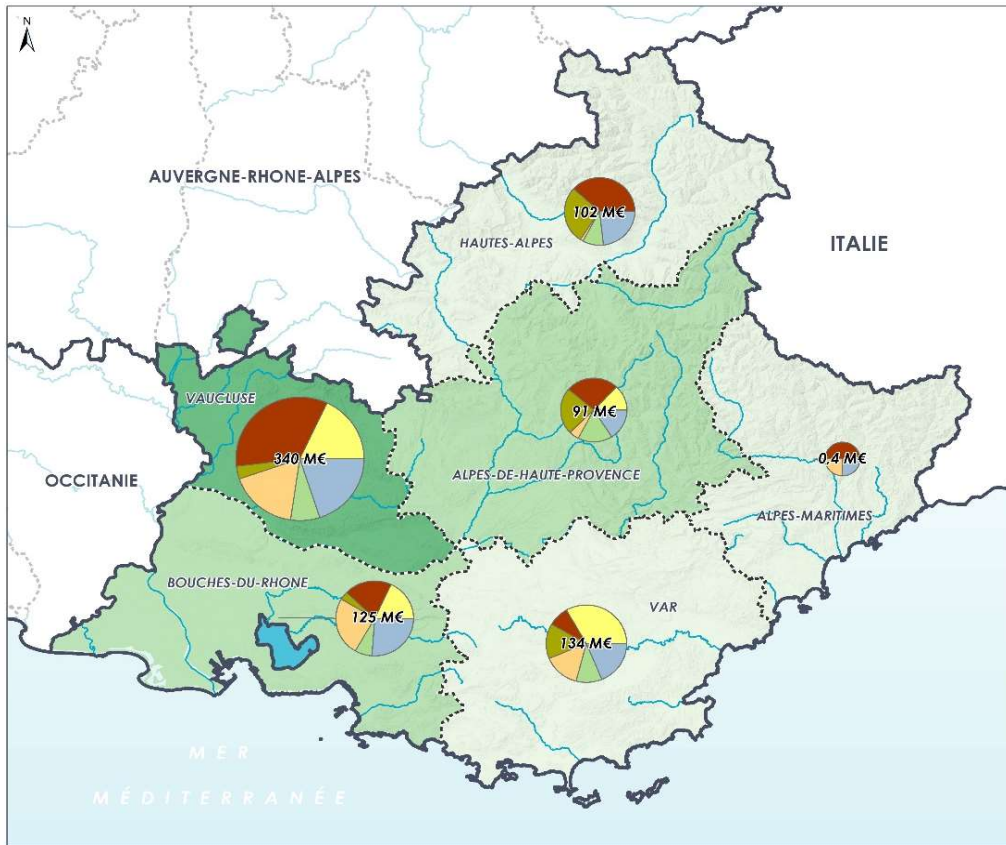 N
AUVERGNE-RHONE-ALPES
102 M€
HAUTES-ALPES
ITALIE
VAUCLUSE
91 M€
340 M€
0,4 M€
OCCITANIE
ALPES-DE-HAUTE-PROVENCE
ALPES-MARITIMES
BOUCHES-DU-RHONE
VAR
125 M€
134 M€
MER
MÉDITERRANÉE